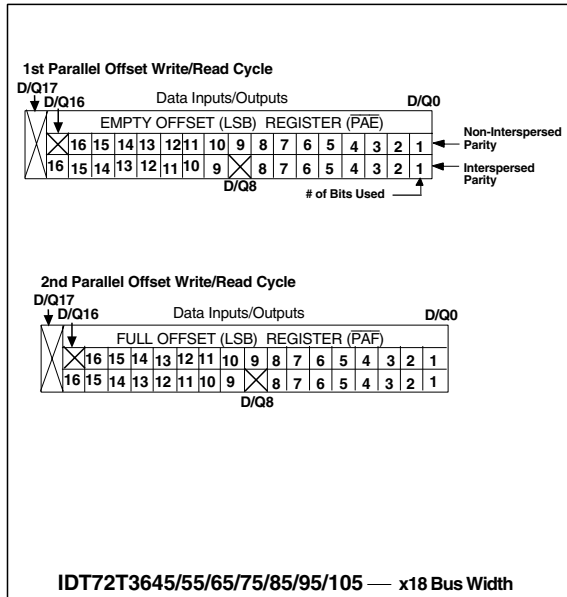 1st Parallel Offset Write/Read Cycle
D/Q17
D/Q16 Data Inputs/Outputs D/Q0
EMPTY OFFSET (LSB) REGISTER (PAE)
16 15 14 13 12 11 10 9 8 7 6 5 4 3 2 1 Non-Interspersed Parity
16 15 14 13 12 11 10 9 8 7 6 5 4 3 2 1 Interspersed Parity
D/Q8
# of Bits Used
2nd Parallel Offset Write/Read Cycle
D/Q17
D/Q16 Data Inputs/Outputs D/Q0
FULL OFFSET (LSB) REGISTER (PAF)
16 15 14 13 12 11 10 9 8 7 6 5 4 3 2 1
16 15 14 13 12 11 10 9 8 7 6 5 4 3 2 1
D/Q8
IDT72T3645/55/65/75/85/95/105 — x18 Bus Width